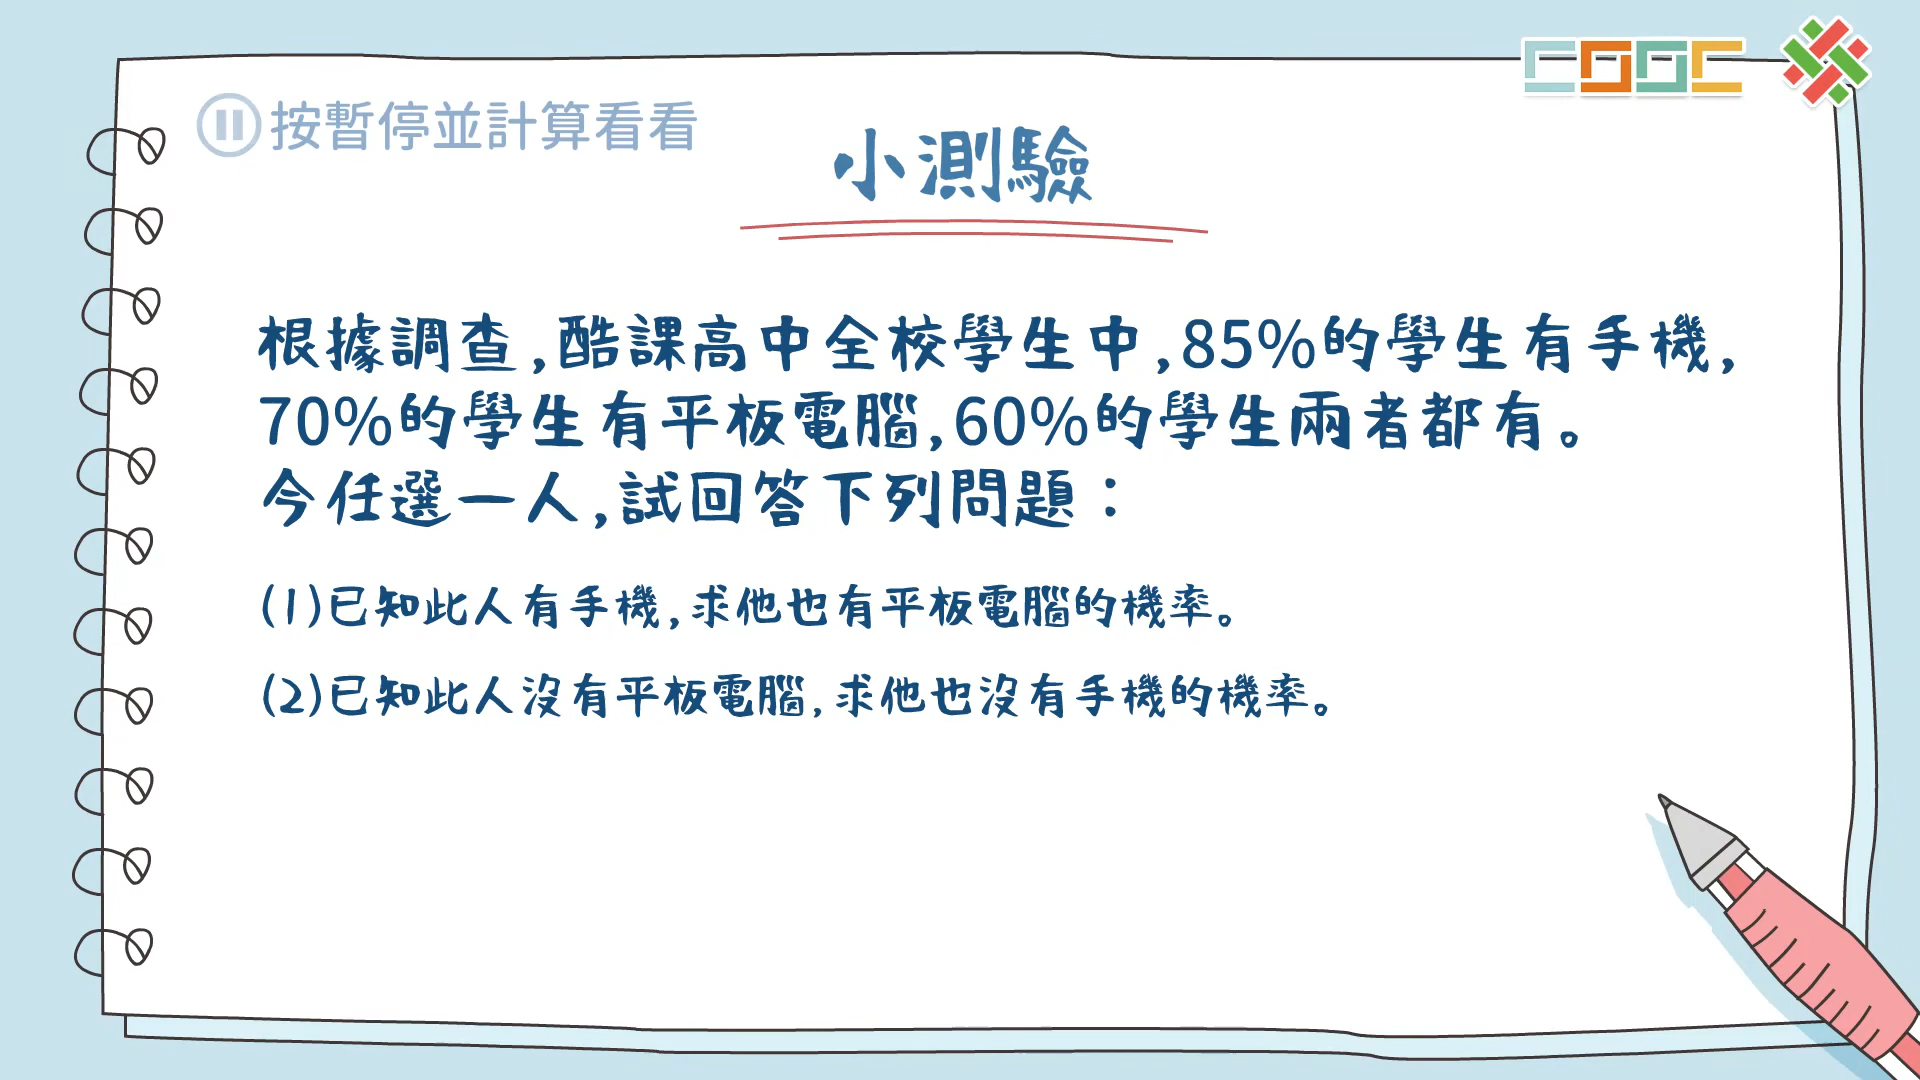 按暫停並計算看看
COOC
小測驗
根據調查,酷課高中全校學生中,85%的學生有手機,
70%的學生有平板電腦,60%的學生兩者都有。
今任選一人,試回答下列問題：
(1)已知此人有手機,求他也有平板電腦的機率。
(2)已知此人沒有平板電腦,求他也沒有手機的機率。